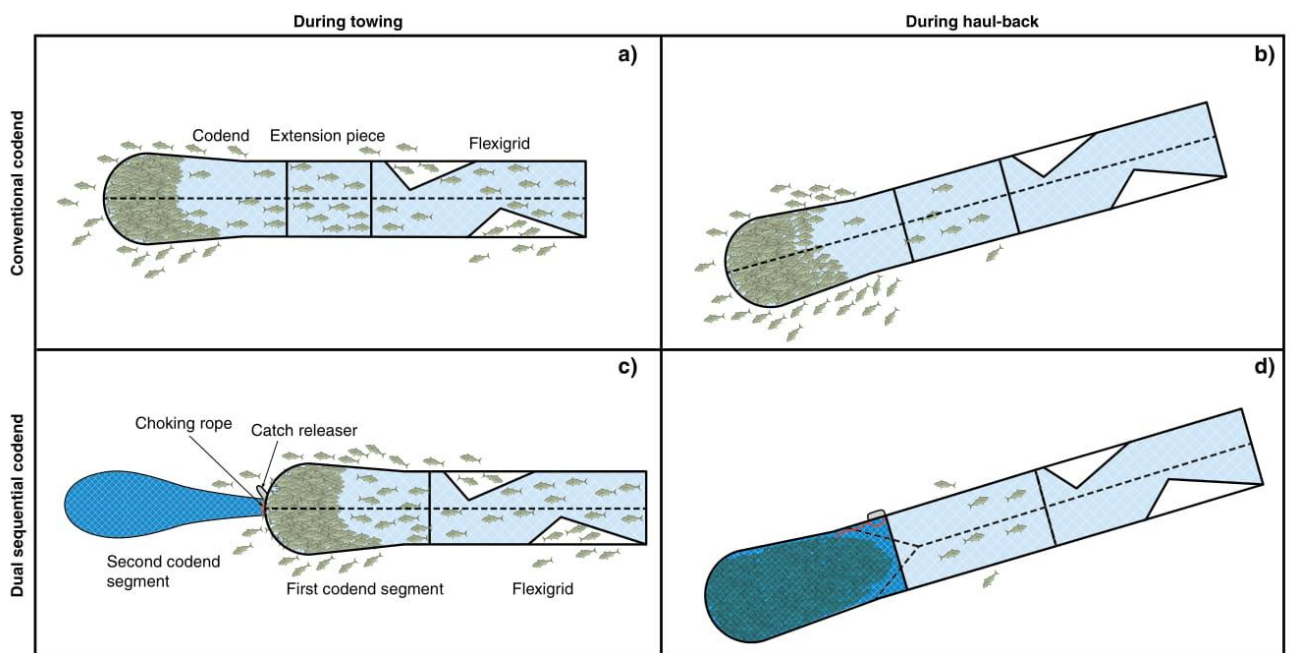 During towing
During haul-back
Conventional codend
a)
Codend
Extension piece
Flexigrid
b)
Dual sequential codend
c)
Choking rope
Catch releaser
Second codend
segment
First codend segment
Flexigrid
d)